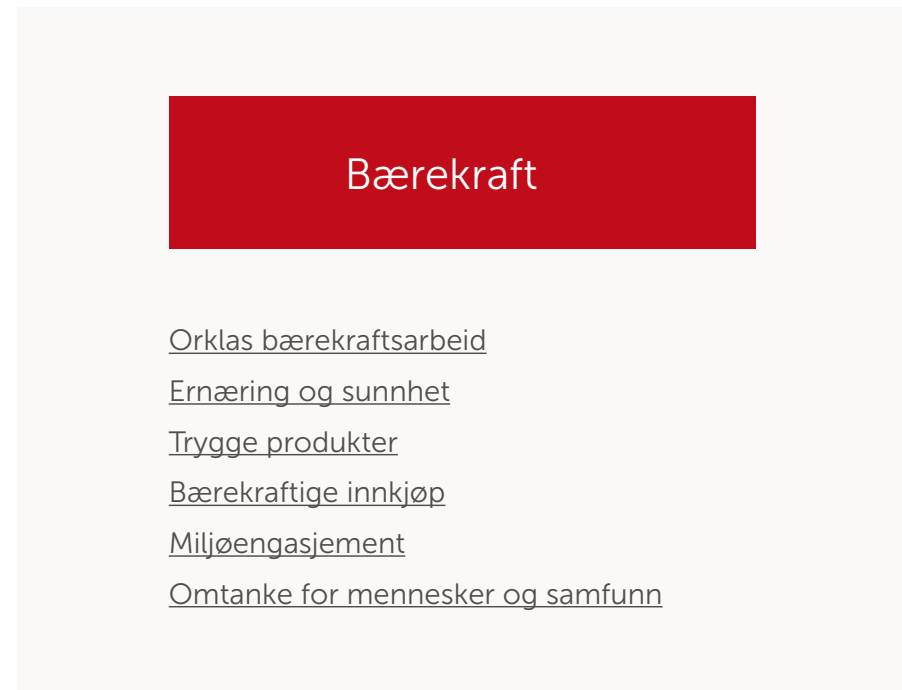 Bærekraft
Orklas bærekraftsarbeid
Ernæring og sunnhet
Trygge produkter
Bærekraftige innkjøp
Miljøengasjement
Omtanke for mennesker og samfunn